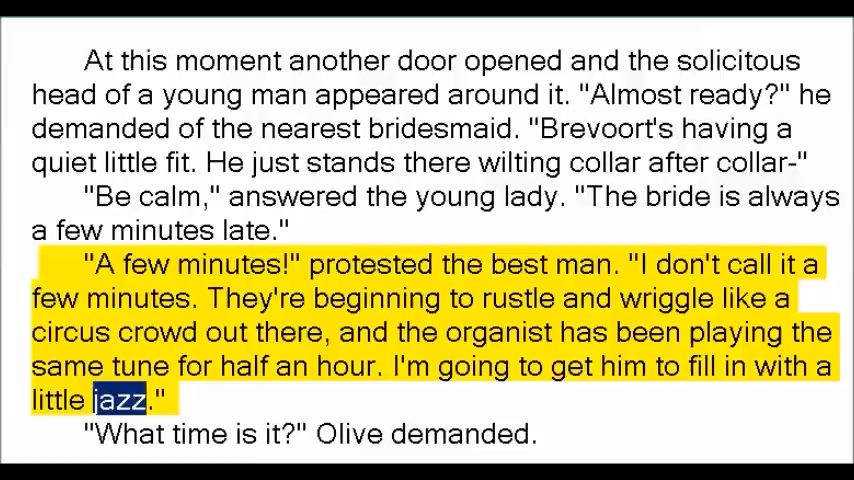 At this moment another door opened and the solicitous
head of a young man appeared around it. "Almost ready?" he
demanded of the nearest bridesmaid. "Brevoort's having a
quiet little fit. He just stands there wilting collar after collar-"
"Be calm," answered the young lady. "The bride is always
a few minutes late."
"A few minutes!" protested the best man. "I don't call it a
few minutes. They're beginning to rustle and wriggle like a
circus crowd out there, and the organist has been playing the
same tune for half an hour. I'm going to get him to fill in with a
little jazz."
"What time is it?" Olive demanded.